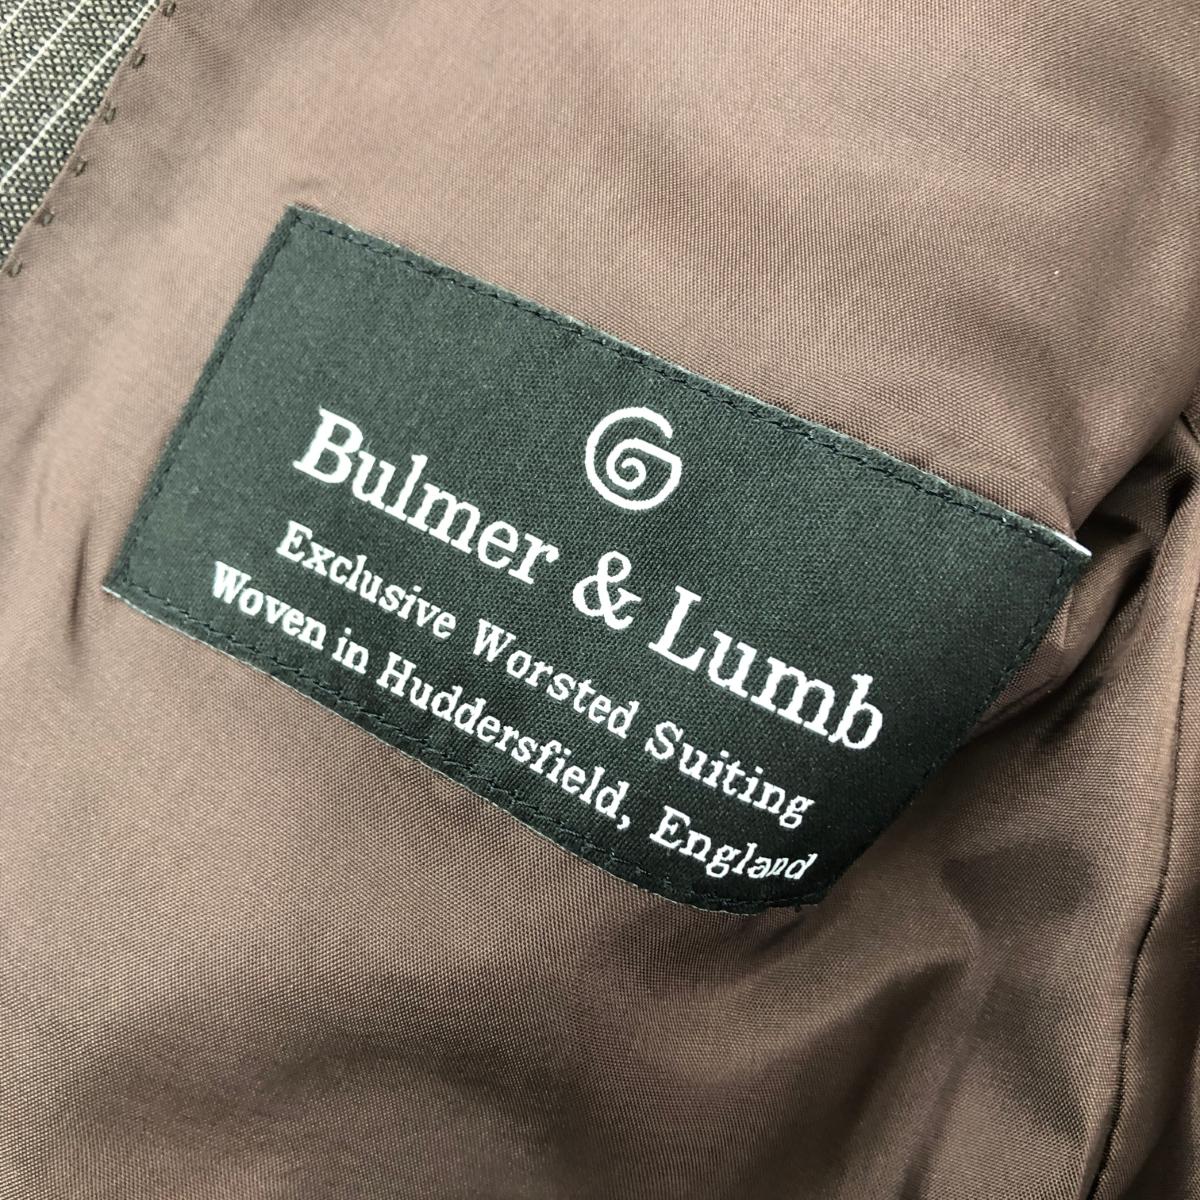 Bulmer & Lumb
Exclusive Worsted Suiting
Woven in Huddersfield, England